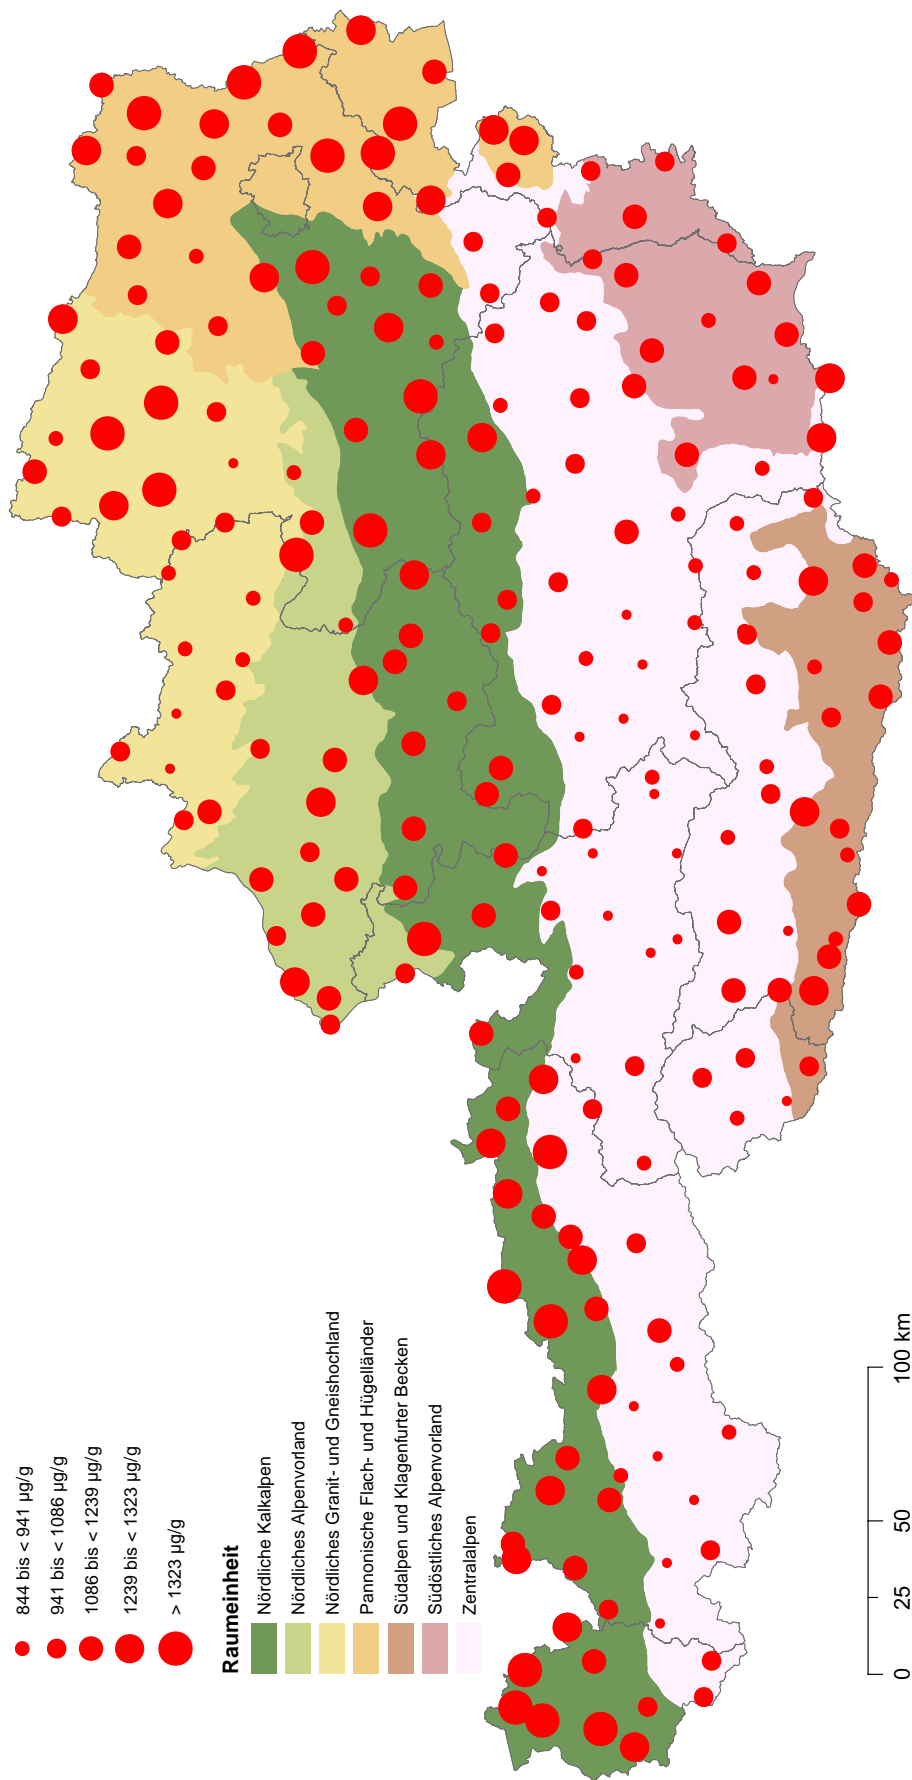 844 bis < 941 µg/g
941 bis < 1086 µg/g
1086 bis < 1239 µg/g
1239 bis < 1323 µg/g
> 1323 µg/g
Raumeinheit
Nördliche Kalkalpen
Nördliches Alpenvorland
Nördliches Granit- und Gneishochland
Pannonische Flach- und Hügelländer
Südalpen und Klagenfurter Becken
Südöstliches Alpenvorland
Zentralalpen
0 25 50 100 km